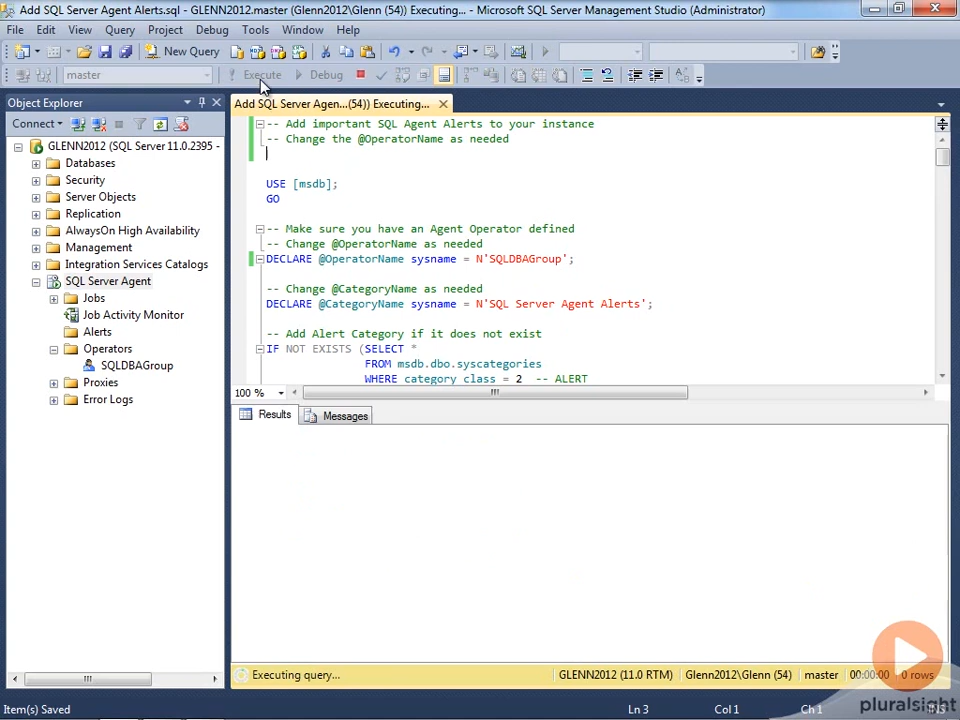 Add SQL Server Agent Alerts.sql - GLENN2012.master (Glenn2012\Glenn (54)) Executing... - Microsoft SQL Server Management Studio (Administrator)
File Edit View Query Project Debug Tools Window Help
New Query
master Execute Debug
Object Explorer
Connect
GLENN2012 (SQL Server 11.0.2395 -
Databases
Security
Server Objects
Replication
AlwaysOn High Availability
Management
Integration Services Catalogs
SQL Server Agent
Jobs
Job Activity Monitor
Alerts
Operators
SQLDBAGroup
Proxies
Error Logs
Add SQL Server Agen...(54)) Executing...
-- Add important SQL Agent Alerts to your instance
-- Change the @OperatorName as needed
USE [msdb];
GO
-- Make sure you have an Agent Operator defined
-- Change @OperatorName as needed
DECLARE @OperatorName sysname = N'SQLDBAGroup';
-- Change @CategoryName as needed
DECLARE @CategoryName sysname = N'SQL Server Agent Alerts';
-- Add Alert Category if it does not exist
IF NOT EXISTS (SELECT *
FROM msdb.dbo.syscategories
WHERE category_class = 2 -- ALERT
100 %
Results Messages
Executing query... GLENN2012 (11.0 RTM) Glenn2012\Glenn (54) master 00:00:00 0 rows
pluralsight
Item(s) Saved Ln 3 Col 1 Ch 1 INS